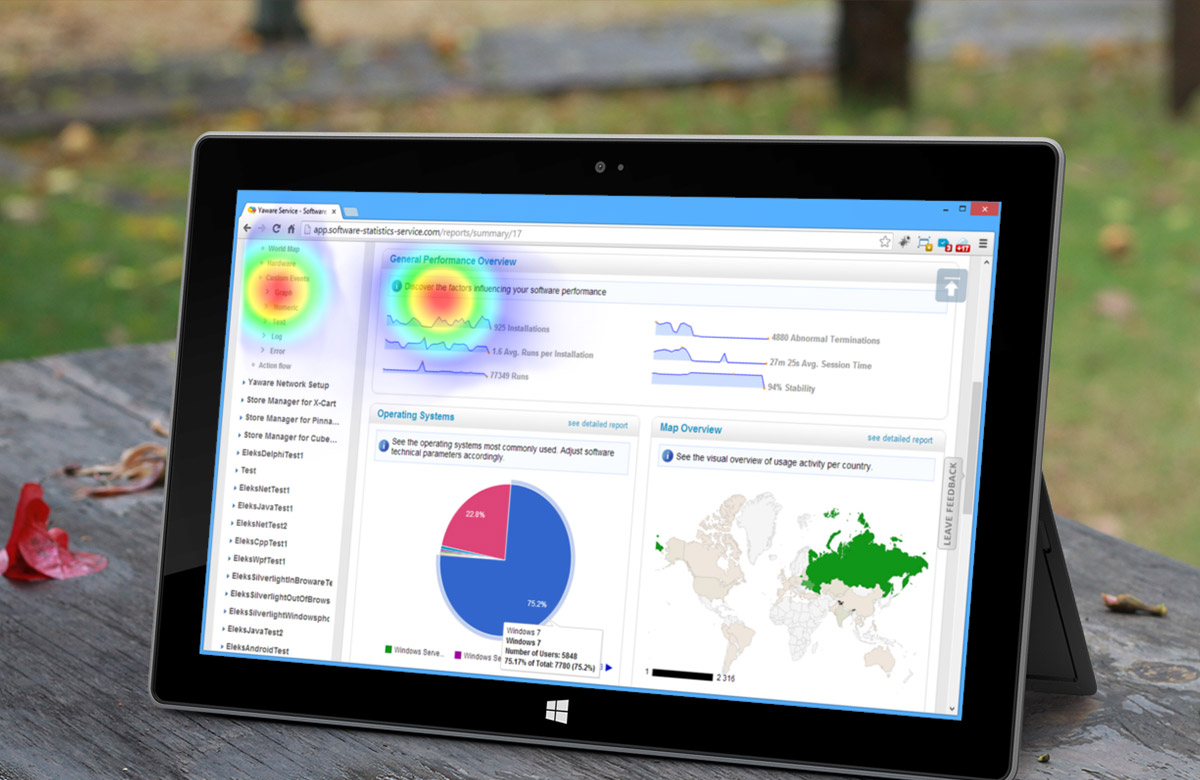 Yaware Service - Software
app.software-statistics-service.com/reports/summary/17
World Map
Hardware
Custom Events
Graph
Numeric
Text
Log
Error
Action flow
Yaware Network Setup
Store Manager for X-Cart
Store Manager for Pinna...
Store Manager for Cube...
EleksDelphiTest1
Test
EleksNetTest1
EleksJavaTest1
EleksNetTest2
EleksCppTest1
EleksWpfTest1
EleksSilverlightInBrowareTe
EleksSilverlightOutOfBrows
EleksSilverlightWindowspho
EleksJavaTest2
EleksAndroidTest
General Performance Overview
Discover the factors influencing your software performance
925 Installations
1.6 Avg. Runs per Installation
77349 Runs
4880 Abnormal Terminations
27m 25s Avg. Session Time
94% Stability
Operating Systems
see detailed report
See the operating systems most commonly used. Adjust software
technical parameters accordingly
22.8%
75.2%
Windows 7
Windows 7
Number of Users: 5848
75.17% of Total: 7780 (75.2%)
Windows Serve...
Windows Se
Map Overview
see detailed report
See the visual overview of usage activity per country.
1
2 316
LEAVE FEEDBACK